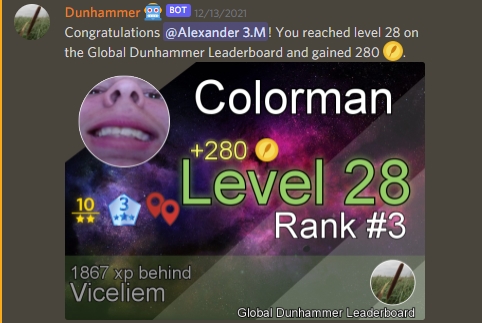 Dunhammer BOT 12/13/2021
Congratulations @Alexander 3.M! You reached level 28 on
the Global Dunhammer Leaderboard and gained 280 .
Colorman
+280
Level 28
10 3
Rank #3
1867 xp behind
Viceliem
Global Dunhammer Leaderboard